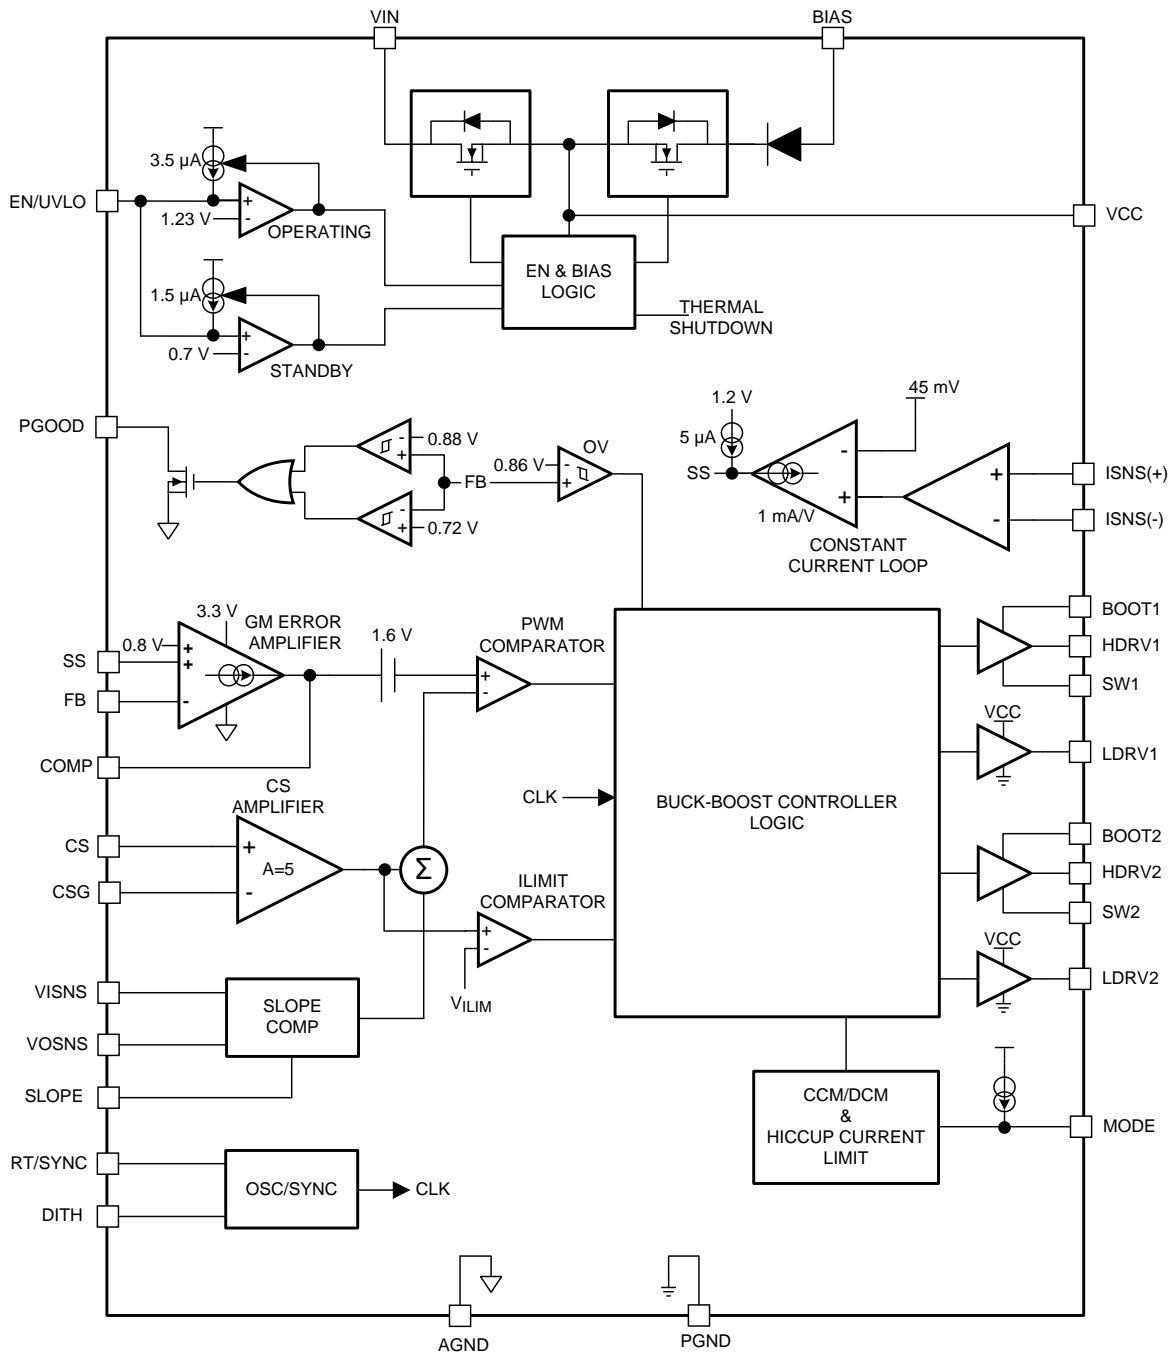 VIN
BIAS
3.5 µA
EN/UVLO
+
1.23 V
-
OPERATING
VCC
EN & BIAS
LOGIC
1.5 µA
+
0.7 V
-
STANDBY
THERMAL
SHUTDOWN
PGOOD
-
0.88 V
+
FB
-
+
0.72 V
OV
0.86 V
-
+
1.2 V
5 µA
SS
45 mV
-
+
1 mA/V
CONSTANT
CURRENT LOOP
+
-
ISNS(+)
ISNS(-)
3.3 V
GM ERROR
AMPLIFIER
0.8 V
+
SS
+
FB
-
COMP
1.6 V
PWM
COMPARATOR
+
-
CS
AMPLIFIER
CS
+
A=5
CSG
-
Σ
ILIMIT
COMPARATOR
+
-
VILIM
CLK
BUCK-BOOST CONTROLLER
LOGIC
BOOT1
HDRV1
SW1
VCC
LDRV1
BOOT2
HDRV2
SW2
VCC
LDRV2
VISNS
VOSNS
SLOPE
COMP
SLOPE
CCM/DCM
&
HICCUP CURRENT
LIMIT
MODE
RT/SYNC
DITH
OSC/SYNC
CLK
AGND
PGND